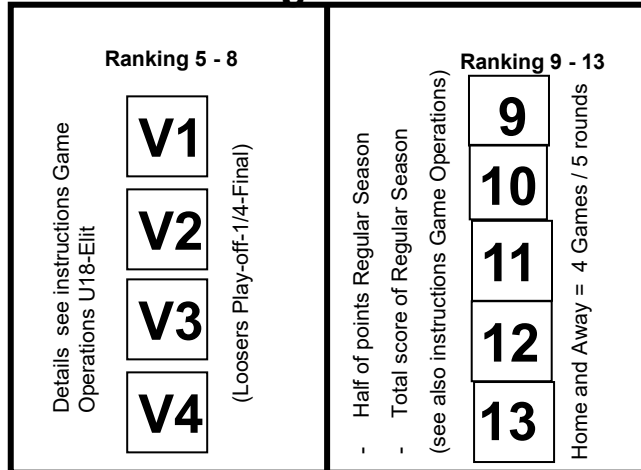 Ranking 5 - 8
Details see instructions Game
Operations U18-Elit
V1
V2
V3
V4
(Loosers Play-off-1/4-Final)
Ranking 9 - 13
- Half of points Regular Season
- Total score of Regular Season
(see also instructions Game Operations)
9
10
11
12
13
Home and Away = 4 Games / 5 rounds